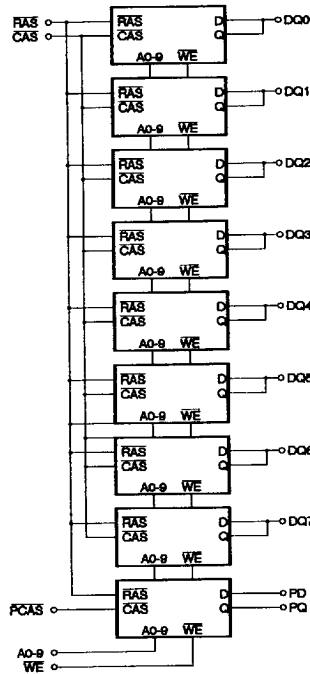 RAS RAS D DQ0
CAS CAS Q
A0-9 WE
D DQ1
Q
RAS
CAS
A0-9 WE
D DQ2
Q
RAS
CAS
A0-9 WE
D DQ3
Q
RAS
CAS
A0-9 WE
D DQ4
Q
RAS
CAS
A0-9 WE
D DQ5
Q
RAS
CAS
A0-9 WE
D DQ6
Q
RAS
CAS
A0-9 WE
D DQ7
Q
RAS
CAS
A0-9 WE
RAS D PD
PCAS CAS Q PQ
A0-9 WE
A0-9
WE